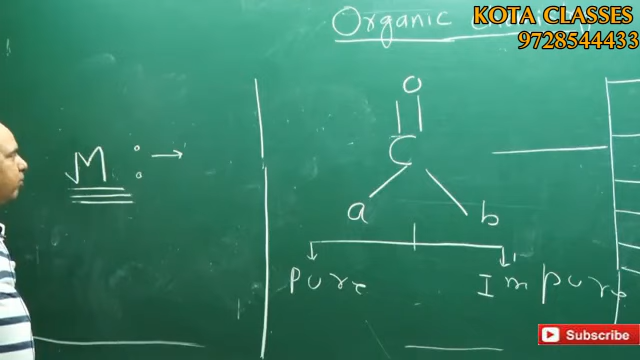 Organic
KOTA CLASSES
9728544433
O
M :
C
a
b
Pure
Impure
Subscribe